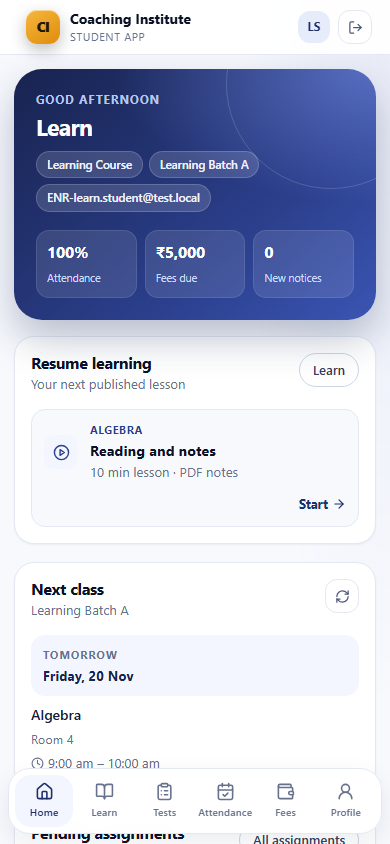 CI
Coaching Institute
STUDENT APP
LS
GOOD AFTERNOON
Learn
Learning Course
Learning Batch A
ENR-learn.student@test.local
100%
Attendance
₹5,000
Fees due
0
New notices
Resume learning
Your next published lesson
Learn
ALGEBRA
Reading and notes
10 min lesson · PDF notes
Start →
Next class
Learning Batch A
TOMORROW
Friday, 20 Nov
Algebra
Room 4
9:00 am – 10:00 am
Home
Learn
Tests
Attendance
Fees
Profile
Pending assignments
All assignments